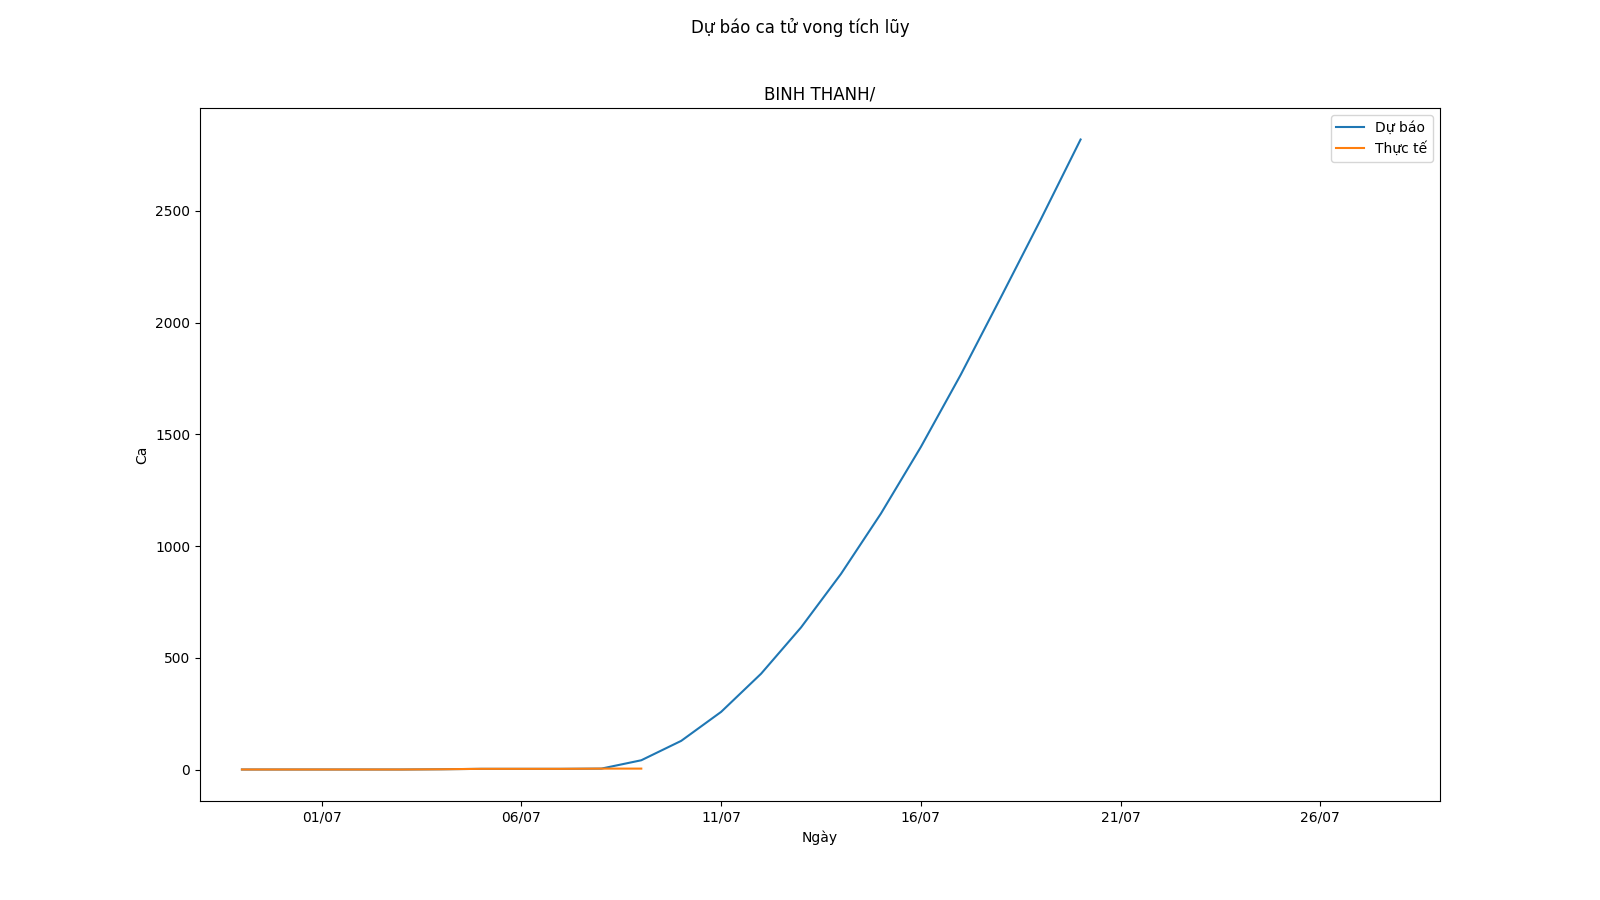 Dự báo ca tử vong tích lũy
BINH THANH/
Dự báo
Thực tế
2500
2000
1500
1000
500
0
Ca
01/07 06/07 11/07 16/07 21/07 26/07
Ngày